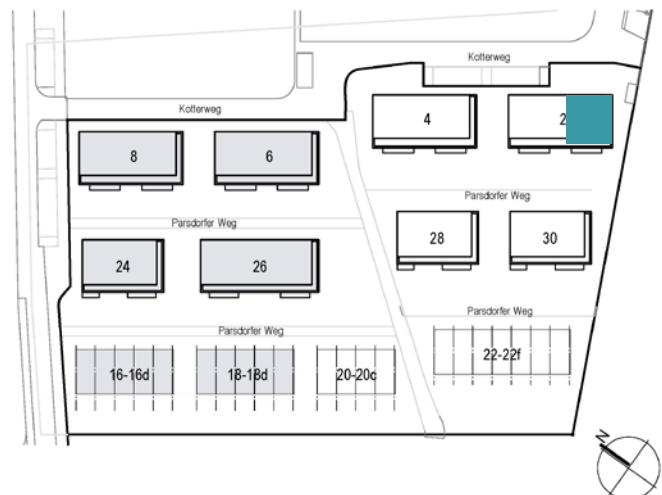 Kotterweg
Kotterweg
4
2
8
6
Parsdorfer Weg
Parsdorfer Weg
28
30
24
26
Parsdorfer Weg
Parsdorfer Weg
16-16d
18-18d
20-20c
22-22f
N